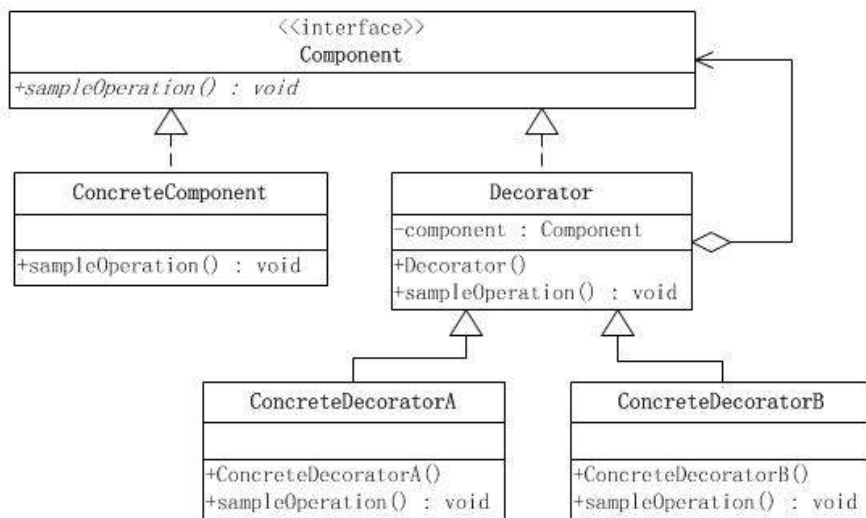 <<interface>>
Component
+sampleOperation() : void
ConcreteComponent
+sampleOperation() : void
Decorator
-component : Component
+Decorator()
+sampleOperation() : void
ConcreteDecoratorA
+ConcreteDecoratorA()
+sampleOperation() : void
ConcreteDecoratorB
+ConcreteDecoratorB()
+sampleOperation() : void